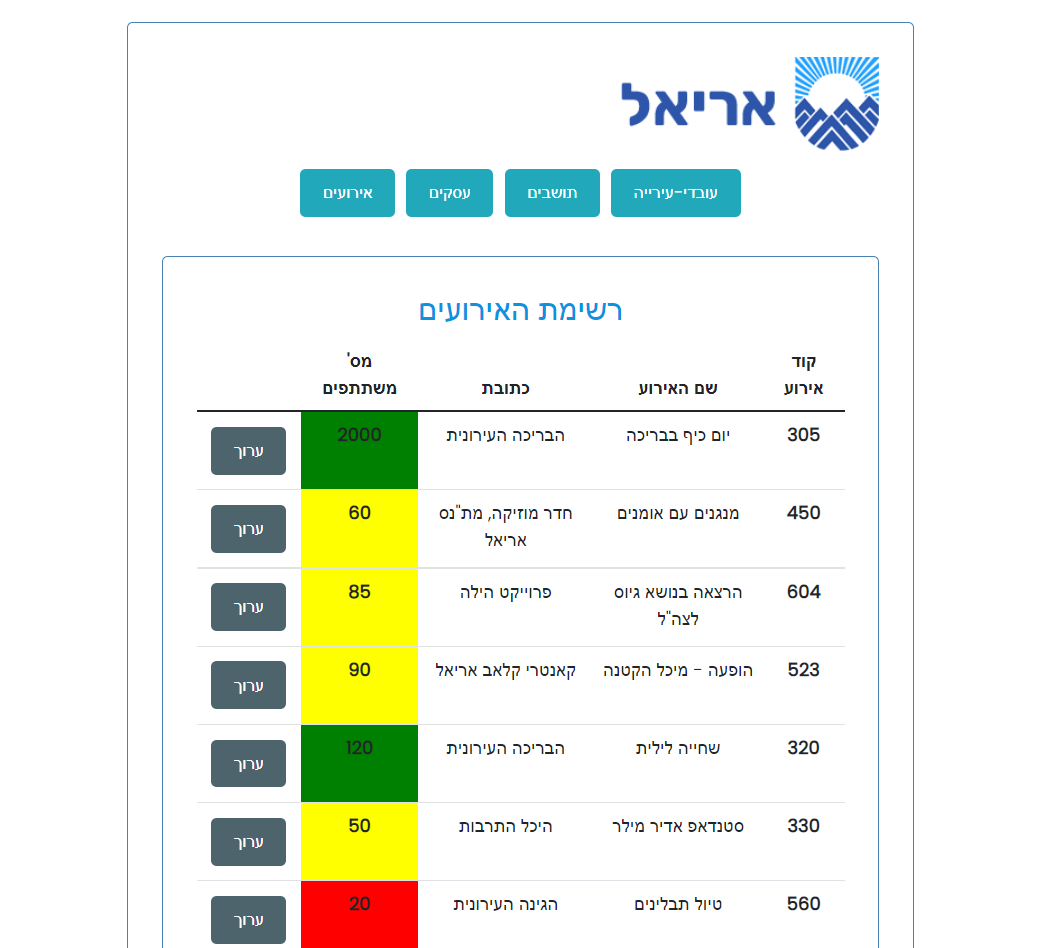 אריאל
עובדי-עירייה תושבים עסקים אירועים
רשימת האירועים
קוד אירוע שם האירוע כתובת מס' משתתפים
305 יום כיף בבריכה הבריכה העירונית 2000 ערוך
450 מנגנים עם אומנים חדר מוזיקה, מת"נס אריאל 60 ערוך
604 הרצאה בנושא גיוס לצה"ל פרוייקט הילה 85 ערוך
523 הופעה - מיכל הקטנה קאנטרי קלאב אריאל 90 ערוך
320 שחייה לילית הבריכה העירונית 120 ערוך
330 סטנדאפ אדיר מילר היכל התרבות 50 ערוך
560 טיול תבלינים הגינה העירונית 20 ערוך